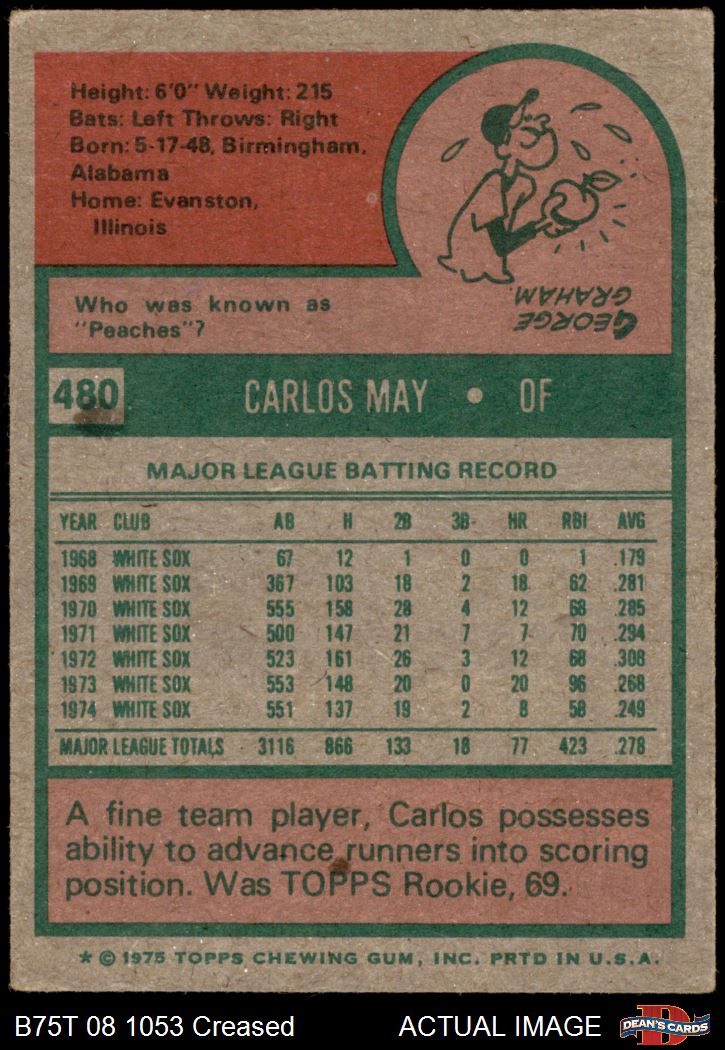 Height: 6'0" Weight: 215
Bats: Left Throws: Right
Born: 5-17-48, Birmingham,
Alabama
Home: Evanston,
Illinois
Who was known as
"Peaches"?
GEORGE
GRAHAM.
480 CARLOS MAY • OF
MAJOR LEAGUE BATTING RECORD
YEAR CLUB AB H 2B 3B HR RBI AVG
1968 WHITE SOX 67 12 1 0 0 1 .179
1969 WHITE SOX 367 103 18 2 18 62 .281
1970 WHITE SOX 555 158 28 4 12 68 .285
1971 WHITE SOX 500 147 21 7 7 70 .294
1972 WHITE SOX 523 161 26 3 12 68 .308
1973 WHITE SOX 553 148 20 0 20 96 .268
1974 WHITE SOX 551 137 19 2 8 58 .249
MAJOR LEAGUE TOTALS 3116 866 133 18 77 423 .278
A fine team player, Carlos possesses
ability to advance runners into scoring
position. Was TOPPS Rookie, 69.
* © 1975 TOPPS CHEWING GUM, INC. PRTD IN U.S.A.
B75T 08 1053 Creased ACTUAL IMAGE DEAN'S CARDS